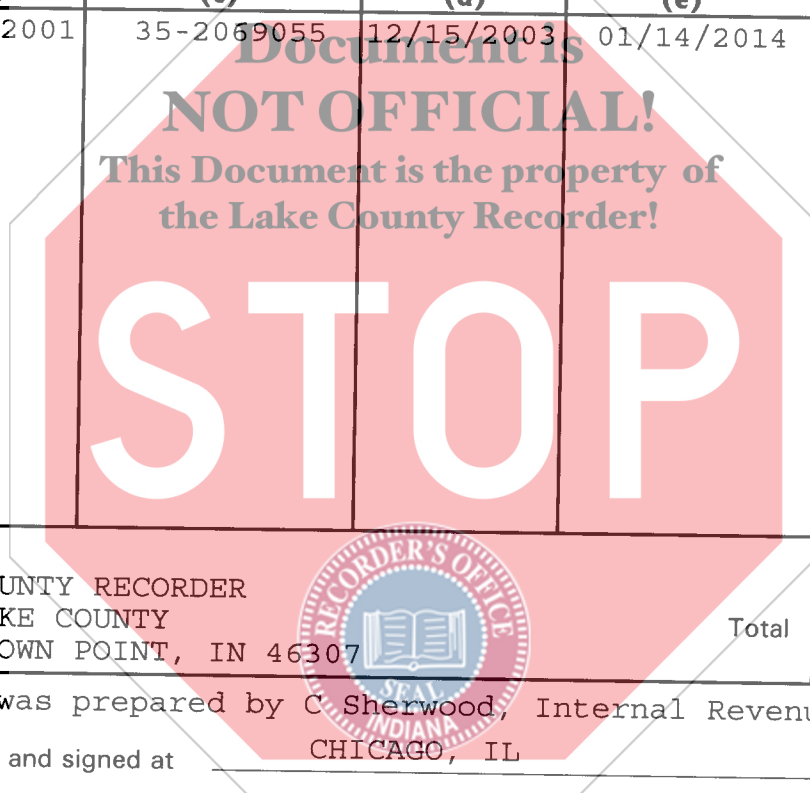 (d) (e)
2001 35-2069055 12/15/2003 01/14/2014
Document is
NOT OFFICIAL!
This Document is the property of
the Lake County Recorder!
STOP
UNTY RECORDER
KE COUNTY
OWN POINT, IN 46307
Total
RECORDER'S OFFICE
SEAL
INDIANA
was prepared by C Sherwood, Internal Revenu
and signed at CHICAGO, IL